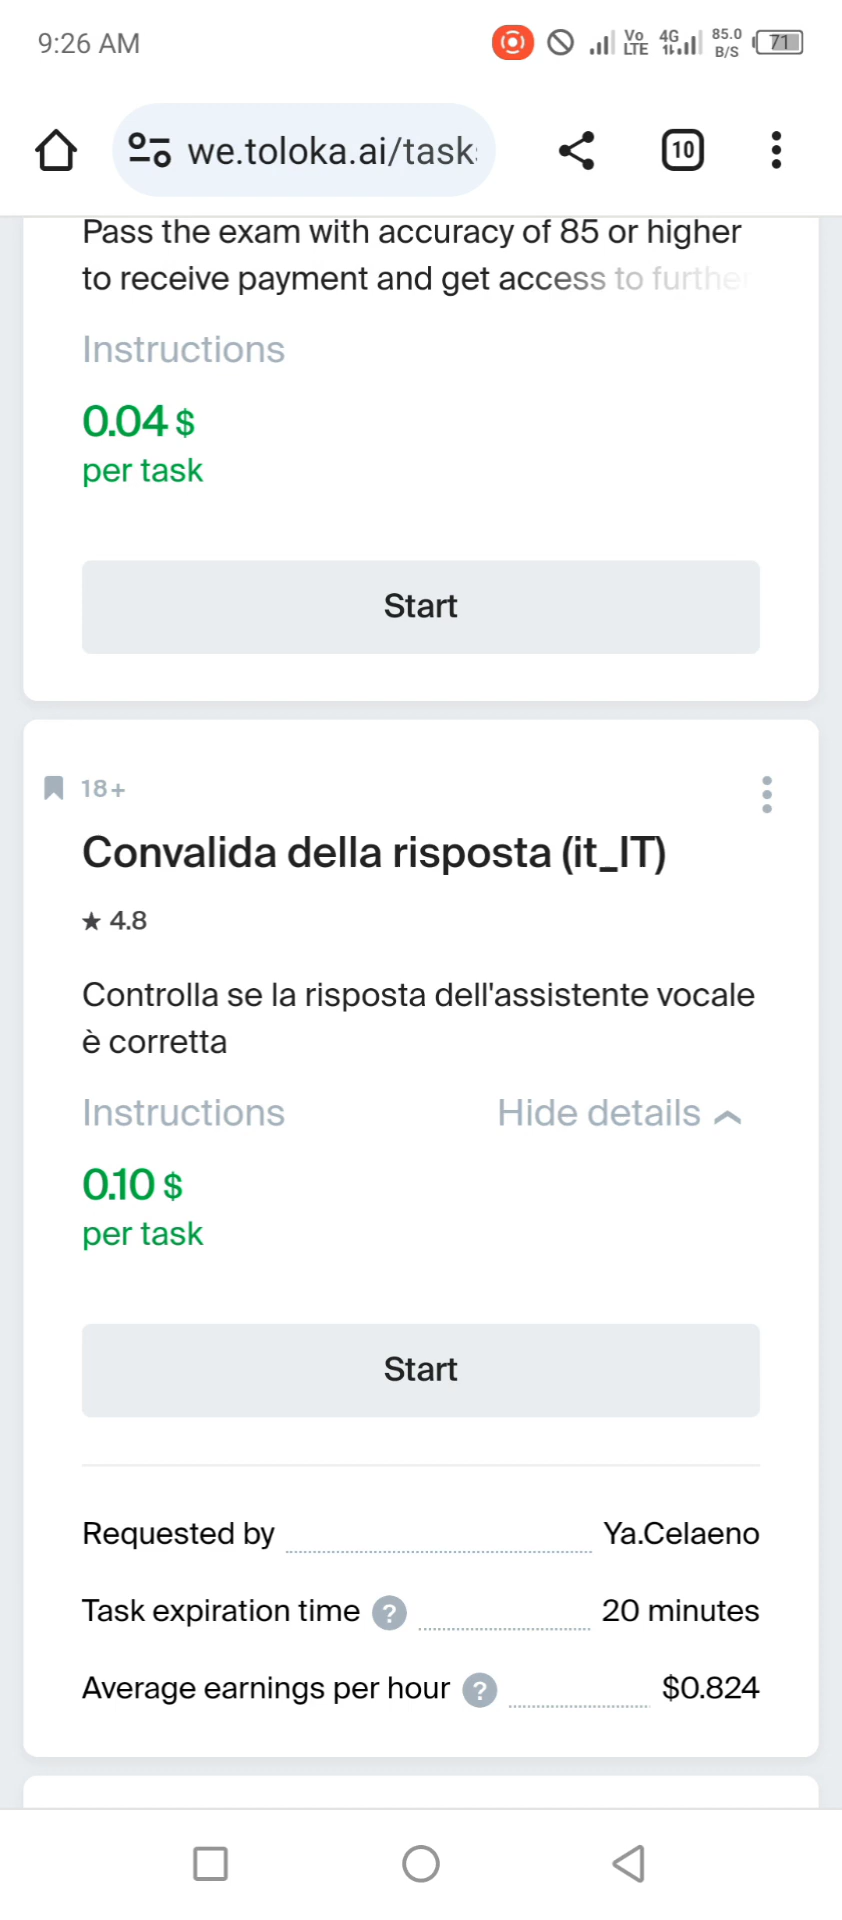 9:26 AM
Vo LTE
4G
85.0 B/S
71
we.toloka.ai/task
10
Pass the exam with accuracy of 85 or higher
to receive payment and get access to further
Instructions
0.04 $
per task
Start
18+
Convalida della risposta (it_IT)
★ 4.8
Controlla se la risposta dell'assistente vocale
è corretta
Instructions
Hide details
0.10 $
per task
Start
Requested by Ya.Celaeno
Task expiration time ? 20 minutes
Average earnings per hour ? $0.824